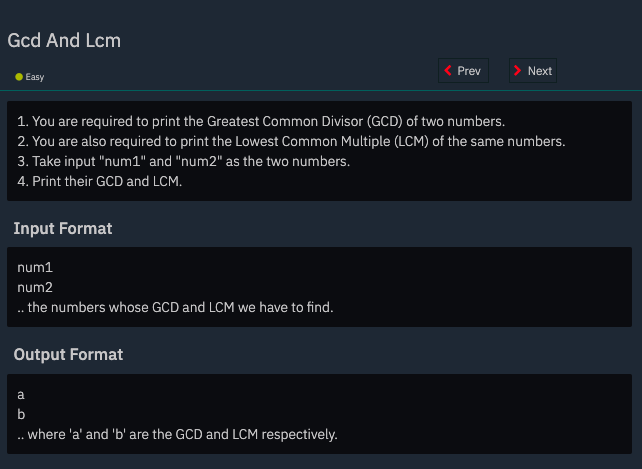 Gcd And Lcm
Easy
Prev
Next
1. You are required to print the Greatest Common Divisor (GCD) of two numbers.
2. You are also required to print the Lowest Common Multiple (LCM) of the same numbers.
3. Take input "num1" and "num2" as the two numbers.
4. Print their GCD and LCM.
Input Format
num1
num2
.. the numbers whose GCD and LCM we have to find.
Output Format
a
b
.. where 'a' and 'b' are the GCD and LCM respectively.